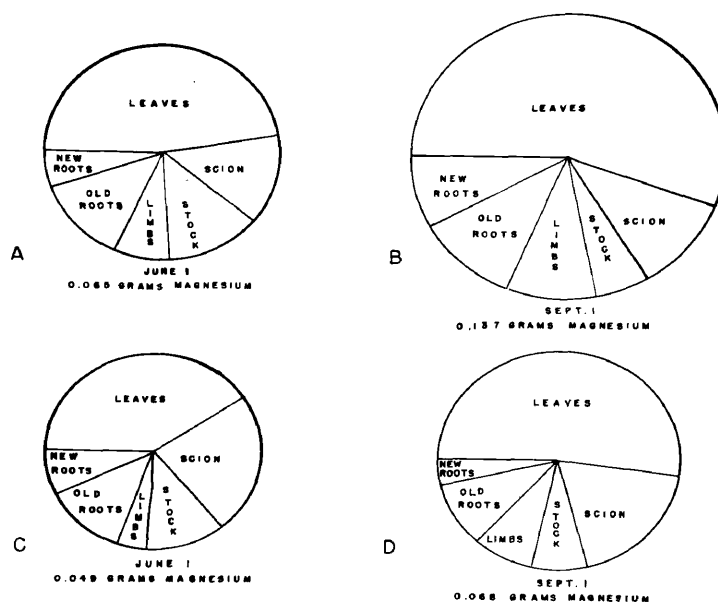 LEAVES
NEW
ROOTS
OLD
ROOTS
LIMBS
STOCK
SCION
A
JUNE 1
0.065 GRAMS MAGNESIUM
LEAVES
NEW
ROOTS
OLD
ROOTS
LIMBS
STOCK
SCION
B
SEPT. 1
0.137 GRAMS MAGNESIUM
LEAVES
NEW
ROOTS
OLD
ROOTS
LIMBS
STOCK
SCION
C
JUNE 1
0.049 GRAMS MAGNESIUM
LEAVES
NEW
ROOTS
OLD
ROOTS
LIMBS
STOCK
SCION
D
SEPT. 1
0.068 GRAMS MAGNESIUM